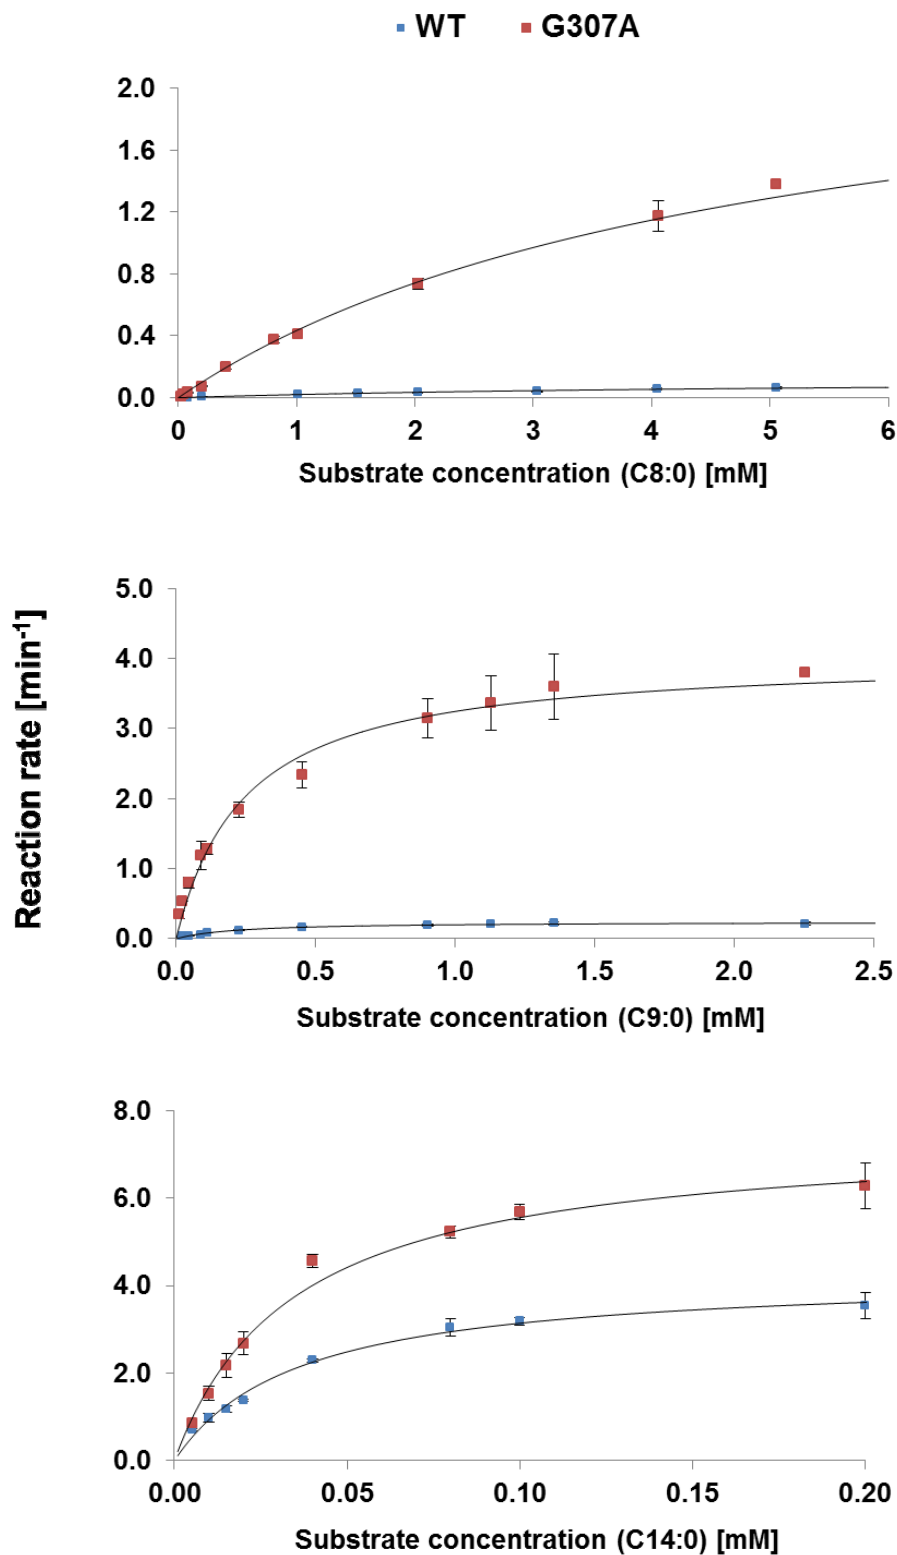 WT G307A
2.0
1.6
1.2
0.8
0.4
0.0
0 1 2 3 4 5 6
Substrate concentration (C8:0) [mM]
Reaction rate [min-1]
5.0
4.0
3.0
2.0
1.0
0.0
0.0 0.5 1.0 1.5 2.0 2.5
Substrate concentration (C9:0) [mM]
8.0
6.0
4.0
2.0
0.0
0.00 0.05 0.10 0.15 0.20
Substrate concentration (C14:0) [mM]